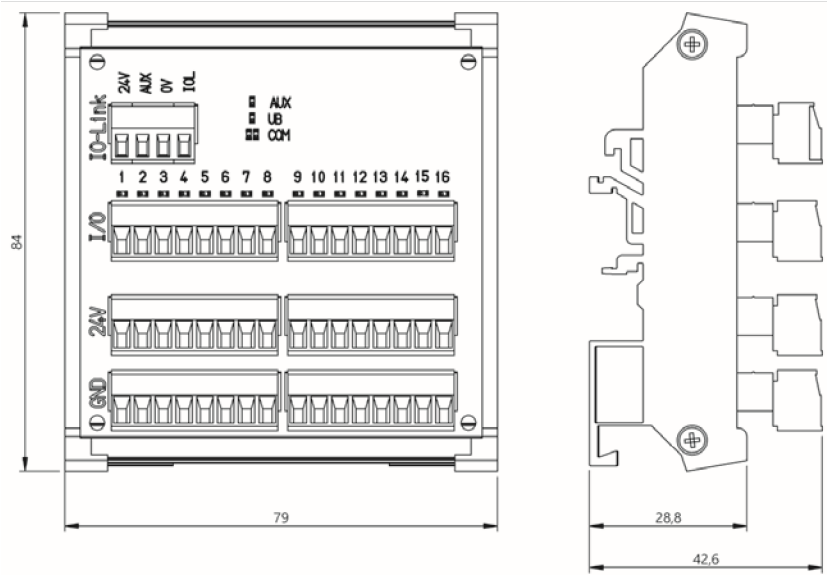 24V AUX 0V IOL
IO-Link
AUX
UB
COM
1 2 3 4 5 6 7 8 9 10 11 12 13 14 15 16
I/O
24V
GND
84
79
28,8
42,6